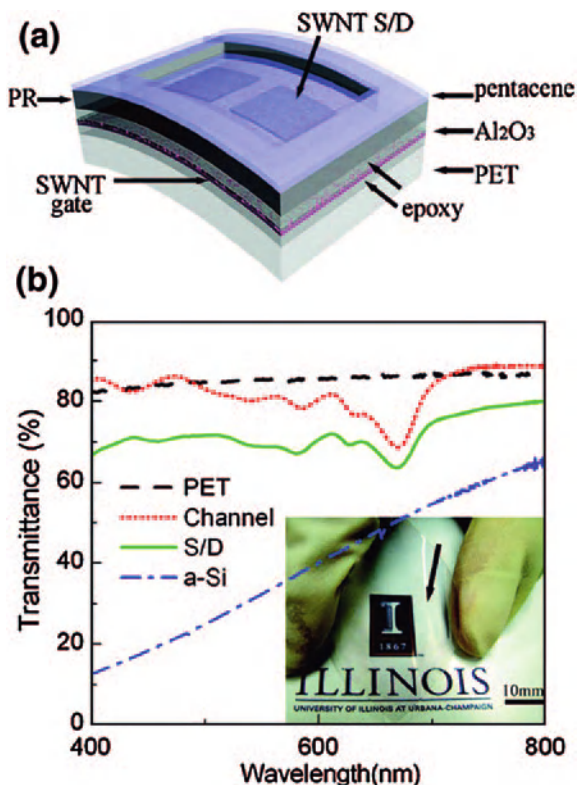 (a)
SWNT S/D
PR
pentacene
Al2O3
PET
SWNT
gate
epoxy
(b)
100
80
60
40
20
0
Transmittance (%)
PET
Channel
S/D
a-Si
I
1867
ILLINOIS
UNIVERSITY OF ILLINOIS AT URBANA-CHAMPAIGN
10mm
400
600
800
Wavelength(nm)